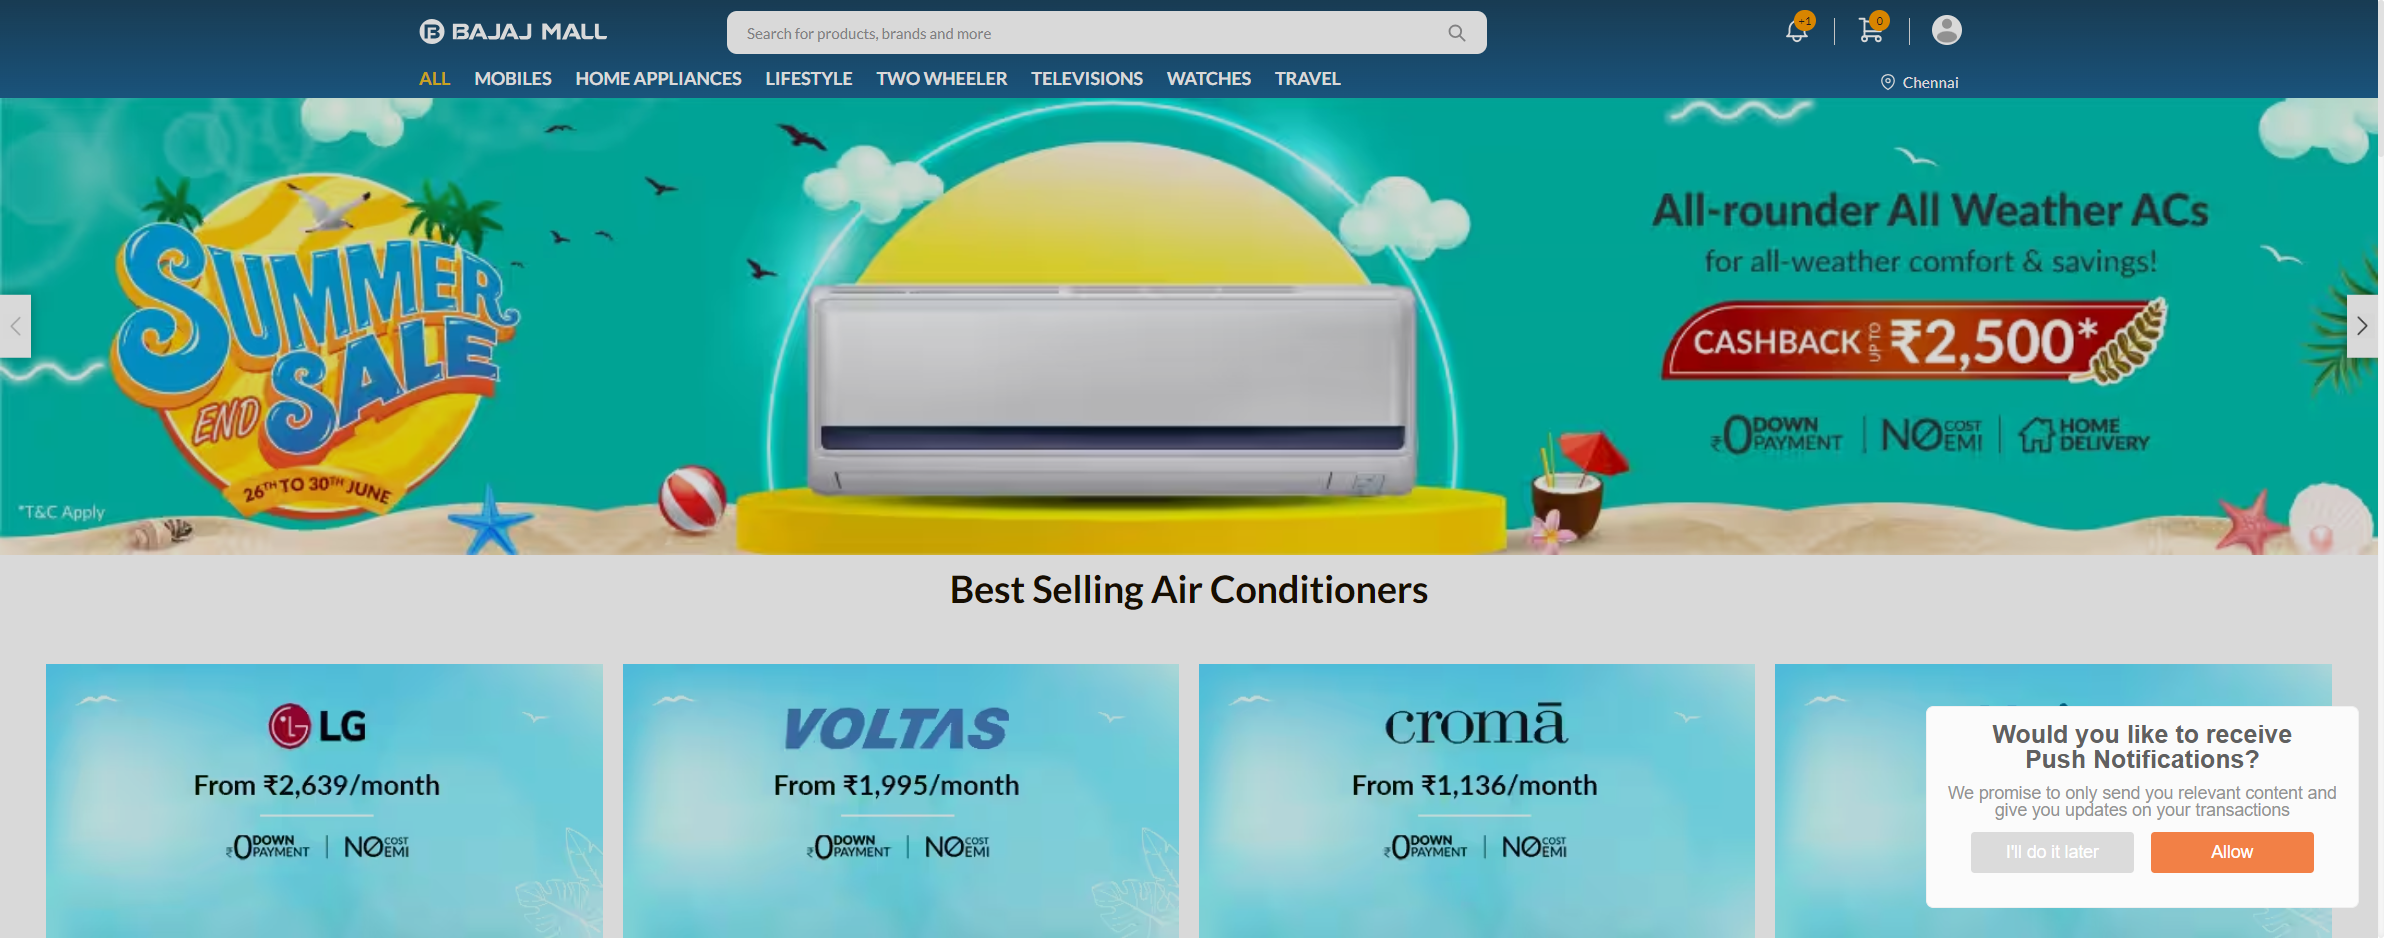 BAJAJ MALL
Search for products, brands and more
+1
0
ALL MOBILES HOME APPLIANCES LIFESTYLE TWO WHEELER TELEVISIONS WATCHES TRAVEL
Chennai
SUMMER
END SALE
26TH TO 30TH JUNE
*T&C Apply
All-rounder All Weather ACs
for all-weather comfort & savings!
CASHBACK UP TO ₹2,500*
₹0 DOWN PAYMENT | NO COST EMI | HOME DELIVERY
Best Selling Air Conditioners
LG
From ₹2,639/month
₹0 DOWN PAYMENT | NO COST EMI
VOLTAS
From ₹1,995/month
₹0 DOWN PAYMENT | NO COST EMI
cromā
From ₹1,136/month
₹0 DOWN PAYMENT | NO COST EMI
Would you like to receive
Push Notifications?
We promise to only send you relevant content and
give you updates on your transactions
I'll do it later
Allow